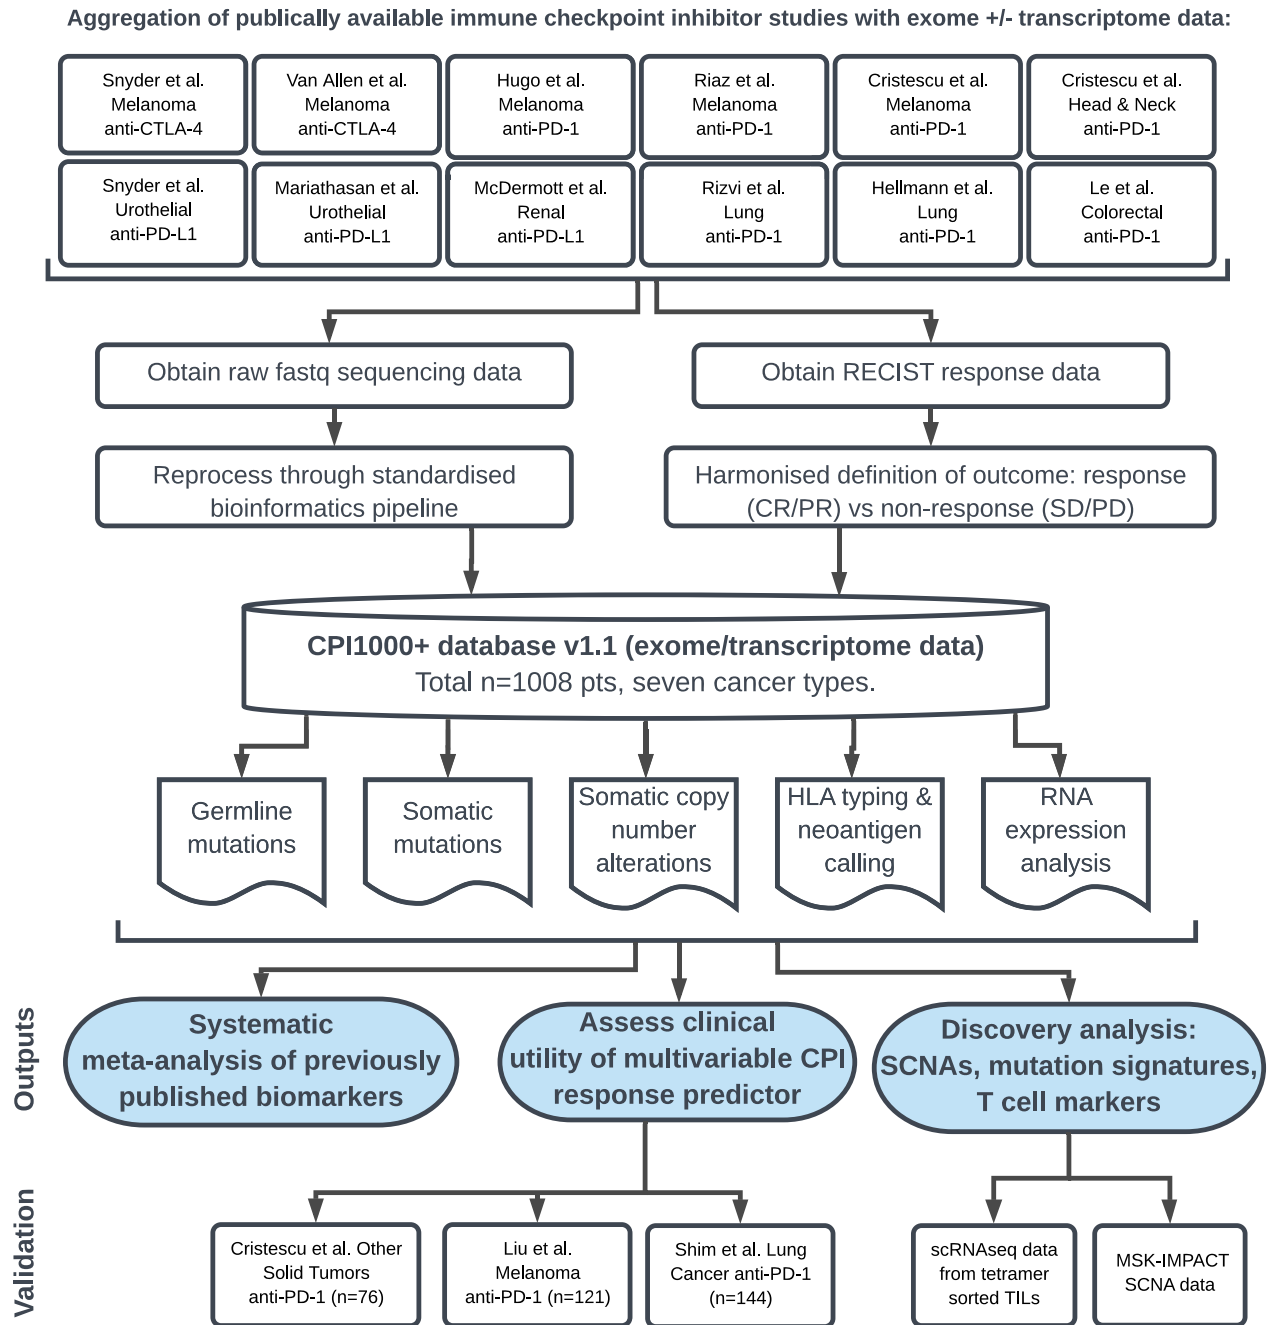 Aggregation of publically available immune checkpoint inhibitor studies with exome +/- transcriptome data:
Snyder et al.
Melanoma
anti-CTLA-4
Van Allen et al.
Melanoma
anti-CTLA-4
Hugo et al.
Melanoma
anti-PD-1
Riaz et al.
Melanoma
anti-PD-1
Cristescu et al.
Melanoma
anti-PD-1
Cristescu et al.
Head & Neck
anti-PD-1
Snyder et al.
Urothelial
anti-PD-L1
Mariathasan et al.
Urothelial
anti-PD-L1
McDermott et al.
Renal
anti-PD-L1
Rizvi et al.
Lung
anti-PD-1
Hellmann et al.
Lung
anti-PD-1
Le et al.
Colorectal
anti-PD-1
Obtain raw fastq sequencing data
Obtain RECIST response data
Reprocess through standardised
bioinformatics pipeline
Harmonised definition of outcome: response
(CR/PR) vs non-response (SD/PD)
CPI1000+ database v1.1 (exome/transcriptome data)
Total n=1008 pts, seven cancer types.
Germline
mutations
Somatic
mutations
Somatic copy
number
alterations
HLA typing &
neoantigen
calling
RNA
expression
analysis
Outputs
Systematic
meta-analysis of previously
published biomarkers
Assess clinical
utility of multivariable CPI
response predictor
Discovery analysis:
SCNAs, mutation signatures,
T cell markers
Validation
Cristescu et al. Other
Solid Tumors
anti-PD-1 (n=76)
Liu et al.
Melanoma
anti-PD-1 (n=121)
Shim et al. Lung
Cancer anti-PD-1
(n=144)
scRNAseq data
from tetramer
sorted TILs
MSK-IMPACT
SCNA data